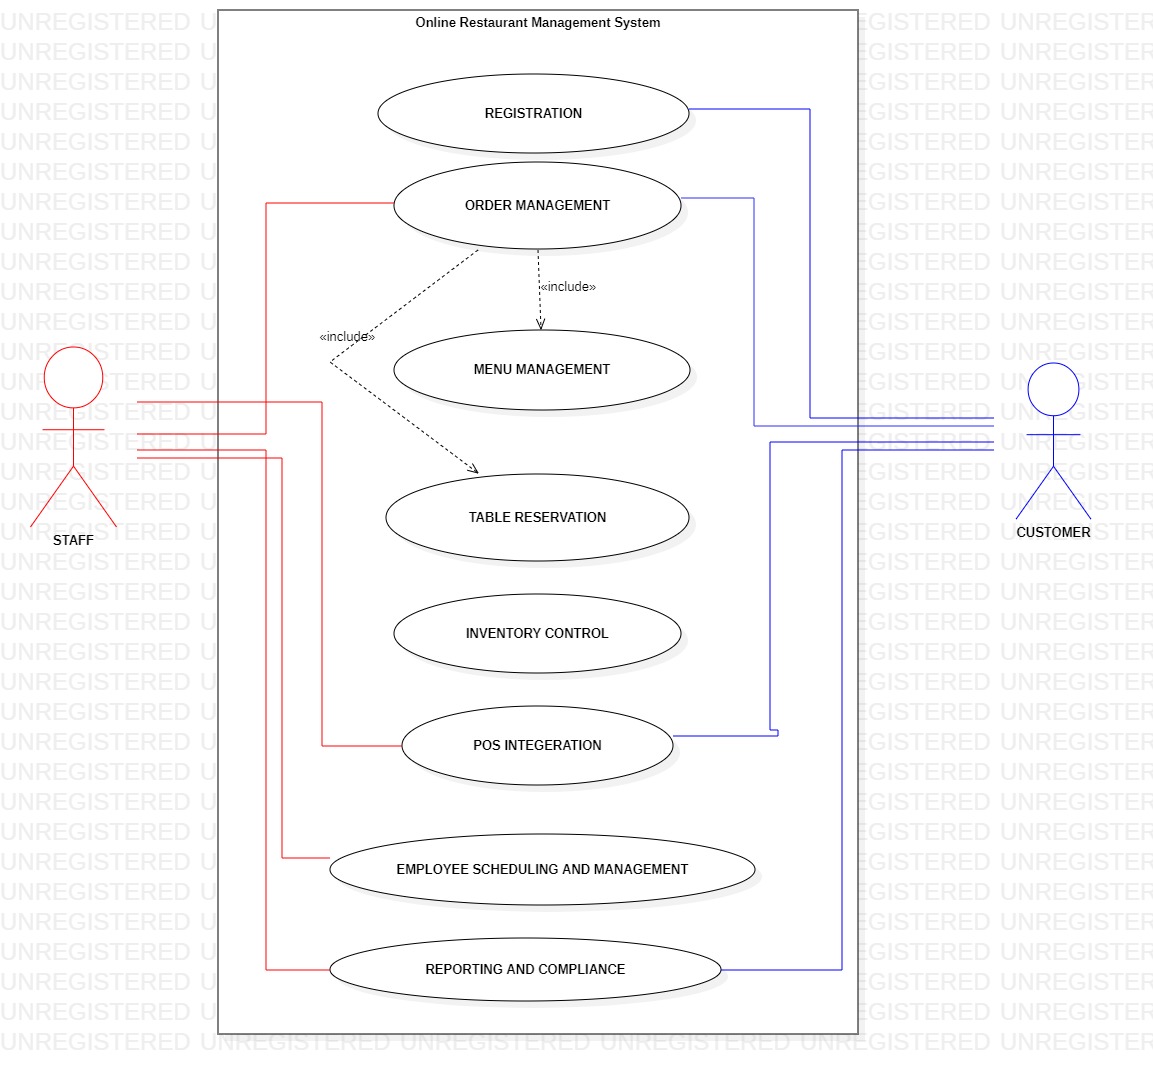 Online Restaurant Management System
REGISTRATION
ORDER MANAGEMENT
«include»
«include»
MENU MANAGEMENT
TABLE RESERVATION
STAFF
CUSTOMER
INVENTORY CONTROL
POS INTEGERATION
EMPLOYEE SCHEDULING AND MANAGEMENT
REPORTING AND COMPLIANCE
UNREGISTERED UNREGISTERED UNREGISTERED UNREGISTERED UNREGISTERED